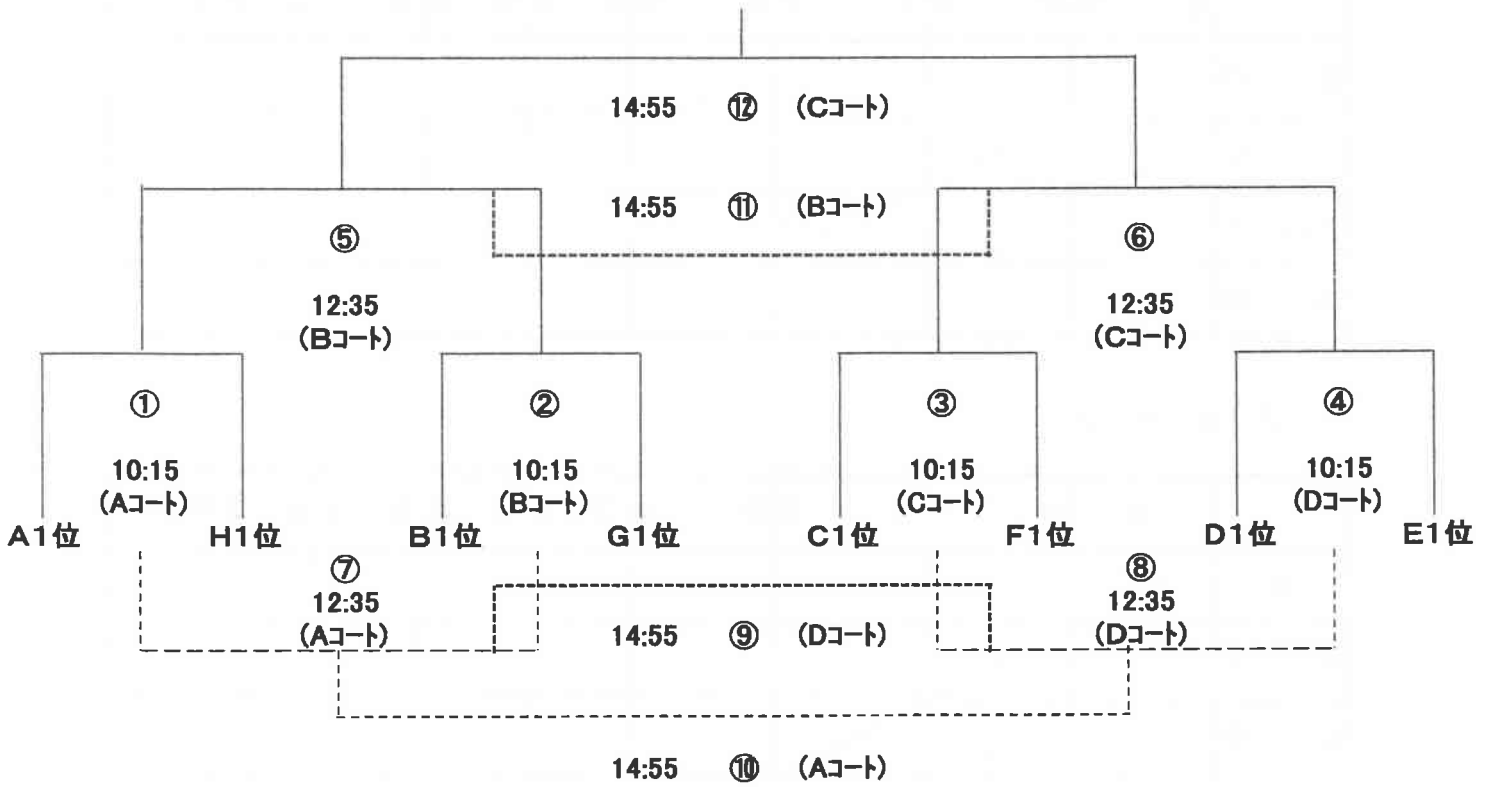 14:55 ⑫ (Cコート)
14:55 ⑪ (Bコート)
⑤ ⑥
12:35 12:35
(Bコート) (Cコート)
① ② ③ ④
10:15 10:15 10:15 10:15
(Aコート) (Bコート) (Cコート) (Dコート)
A1位 H1位 B1位 G1位 C1位 F1位 D1位 E1位
⑦ ⑧
12:35 12:35
(Aコート) (Dコート)
14:55 ⑨ (Dコート)
14:55 ⑩ (Aコート)